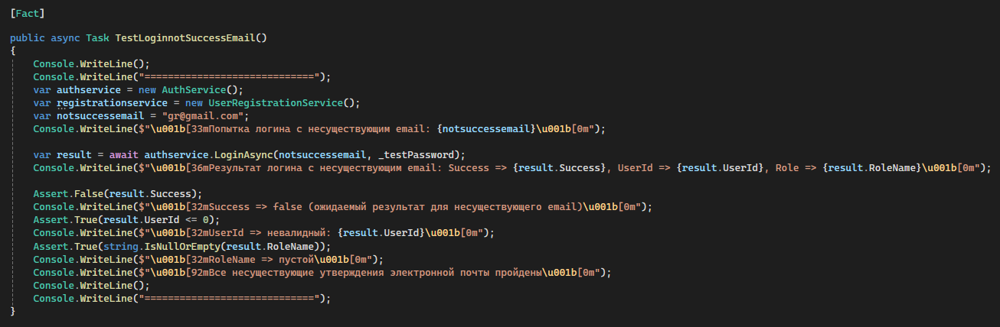 [Fact]
public async Task TestLoginnotSuccessEmail()
{
Console.WriteLine();
Console.WriteLine("=============================");
var authservice = new AuthService();
var registrationservice = new UserRegistrationService();
var notsuccessemail = "gr@gmail.com";
Console.WriteLine($"\u001b[33mПопытка логина с несуществующим email: {notsuccessemail}\u001b[0m");
var result = await authservice.LoginAsync(notsuccessemail, _testPassword);
Console.WriteLine($"\u001b[36mРезультат логина с несуществующим email: Success => {result.Success}, UserId => {result.UserId}, Role => {result.RoleName}\u001b[0m");
Assert.False(result.Success);
Console.WriteLine($"\u001b[32mSuccess => false (ожидаемый результат для несуществующего email)\u001b[0m");
Assert.True(result.UserId <= 0);
Console.WriteLine($"\u001b[32mUserId => невалидный: {result.UserId}\u001b[0m");
Assert.True(string.IsNullOrEmpty(result.RoleName));
Console.WriteLine($"\u001b[32mRoleName => пустой\u001b[0m");
Console.WriteLine($"\u001b[92mВсе несуществующие утверждения электронной почты пройдены\u001b[0m");
Console.WriteLine();
Console.WriteLine("=============================");
}